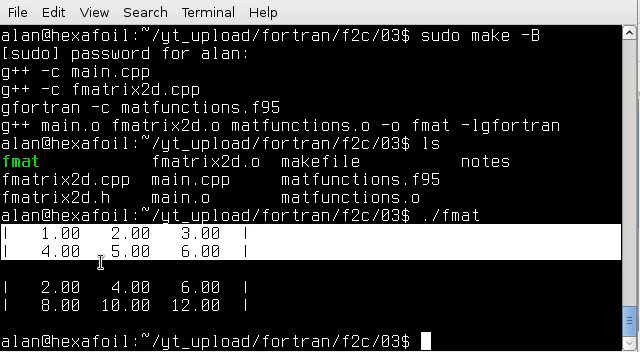 File Edit View Search Terminal Help
alan@hexafoil:~/yt_upload/fortran/f2c/03$ sudo make -B
[sudo] password for alan:
g++ -c main.cpp
g++ -c fmatrix2d.cpp
gfortran -c matfunctions.f95
g++ main.o fmatrix2d.o matfunctions.o -o fmat -lgfortran
alan@hexafoil:~/yt_upload/fortran/f2c/03$ ls
fmat fmatrix2d.o makefile notes
fmatrix2d.cpp main.cpp matfunctions.f95
fmatrix2d.h main.o matfunctions.o
alan@hexafoil:~/yt_upload/fortran/f2c/03$ ./fmat
| 1.00 2.00 3.00 |
| 4.00 5.00 6.00 |
| 2.00 4.00 6.00 |
| 8.00 10.00 12.00 |
alan@hexafoil:~/yt_upload/fortran/f2c/03$